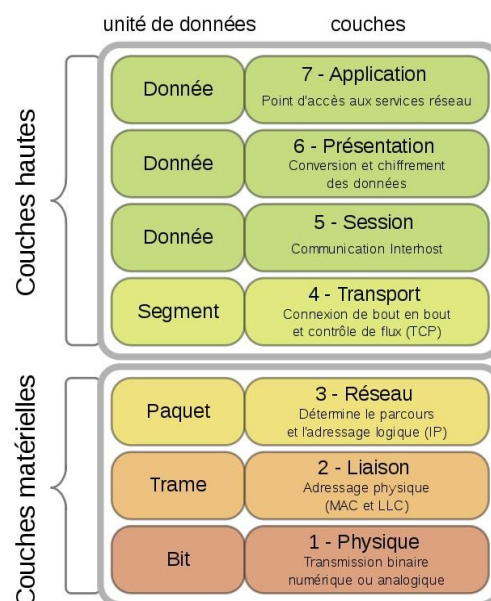 unité de données couches
Couches hautes
Donnée
7 - Application
Point d'accès aux services réseau
Donnée
6 - Présentation
Conversion et chiffrement
des données
Donnée
5 - Session
Communication Interhost
Segment
4 - Transport
Connexion de bout en bout
et contrôle de flux (TCP)
Couches matérielles
Paquet
3 - Réseau
Détermine le parcours
et l'adressage logique (IP)
Trame
2 - Liaison
Adressage physique
(MAC et LLC)
Bit
1 - Physique
Transmission binaire
numérique ou analogique